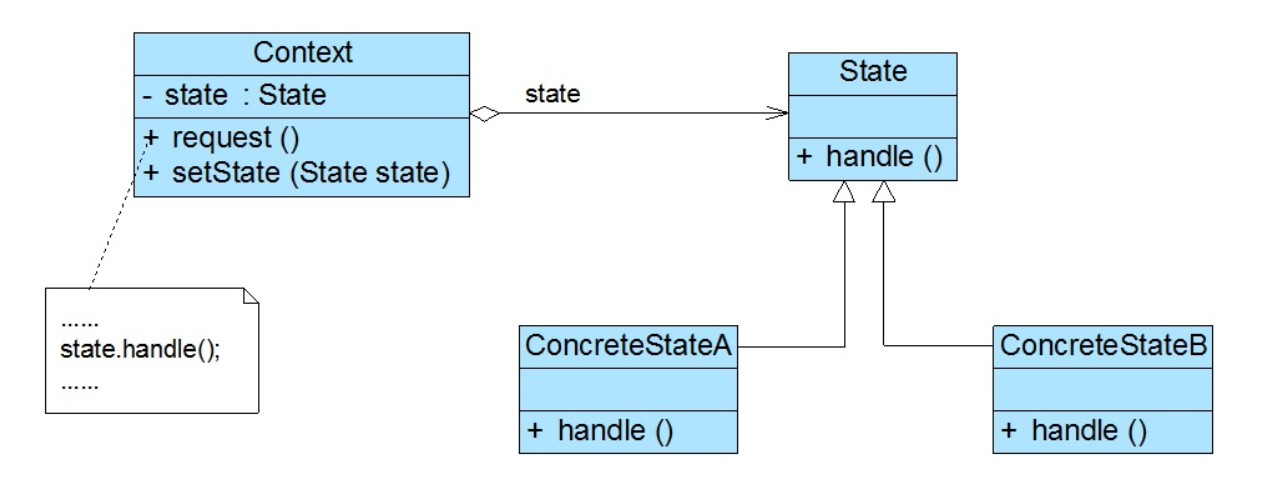 Context
- state : State
+ request ()
+ setState (State state)
state
State
+ handle ()
......
state.handle();
......
ConcreteStateA
+ handle ()
ConcreteStateB
+ handle ()